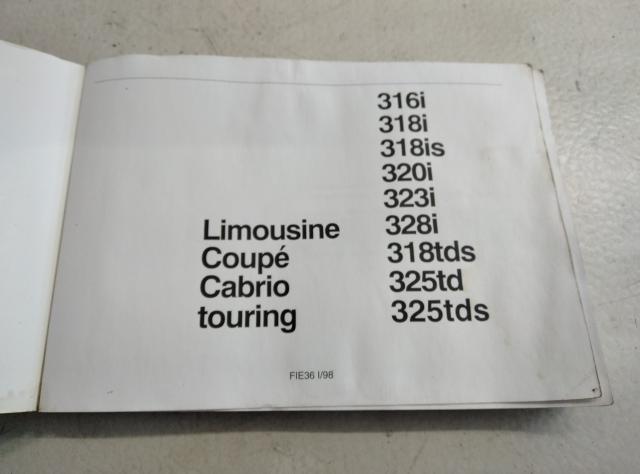 316i
318i
318is
320i
323i
Limousine 328i
Coupé 318tds
Cabrio 325td
touring 325tds
FIE36 I/98